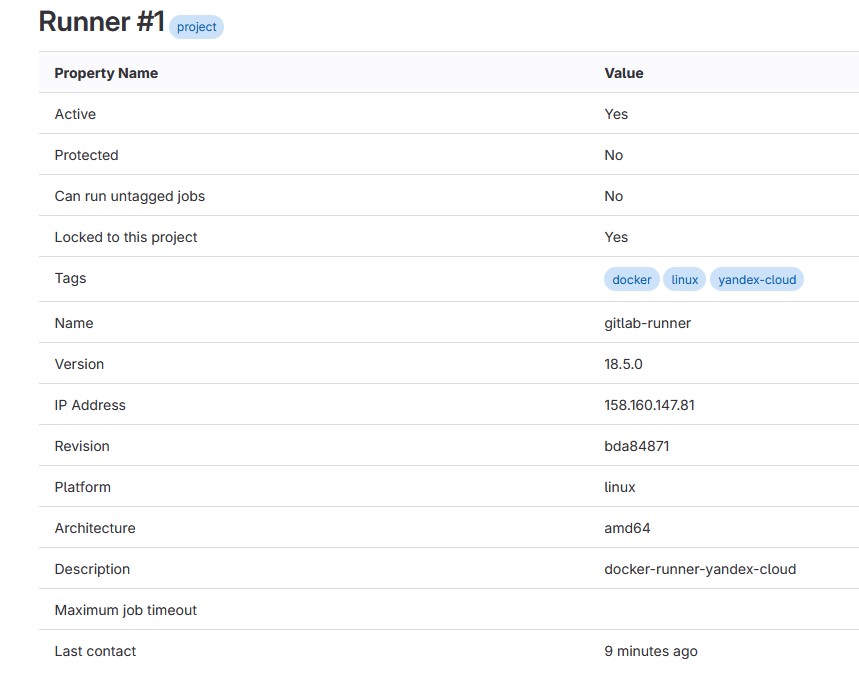 Runner #1 project
Property Name Value
Active Yes
Protected No
Can run untagged jobs No
Locked to this project Yes
Tags docker linux yandex-cloud
Name gitlab-runner
Version 18.5.0
IP Address 158.160.147.81
Revision bda84871
Platform linux
Architecture amd64
Description docker-runner-yandex-cloud
Maximum job timeout
Last contact 9 minutes ago